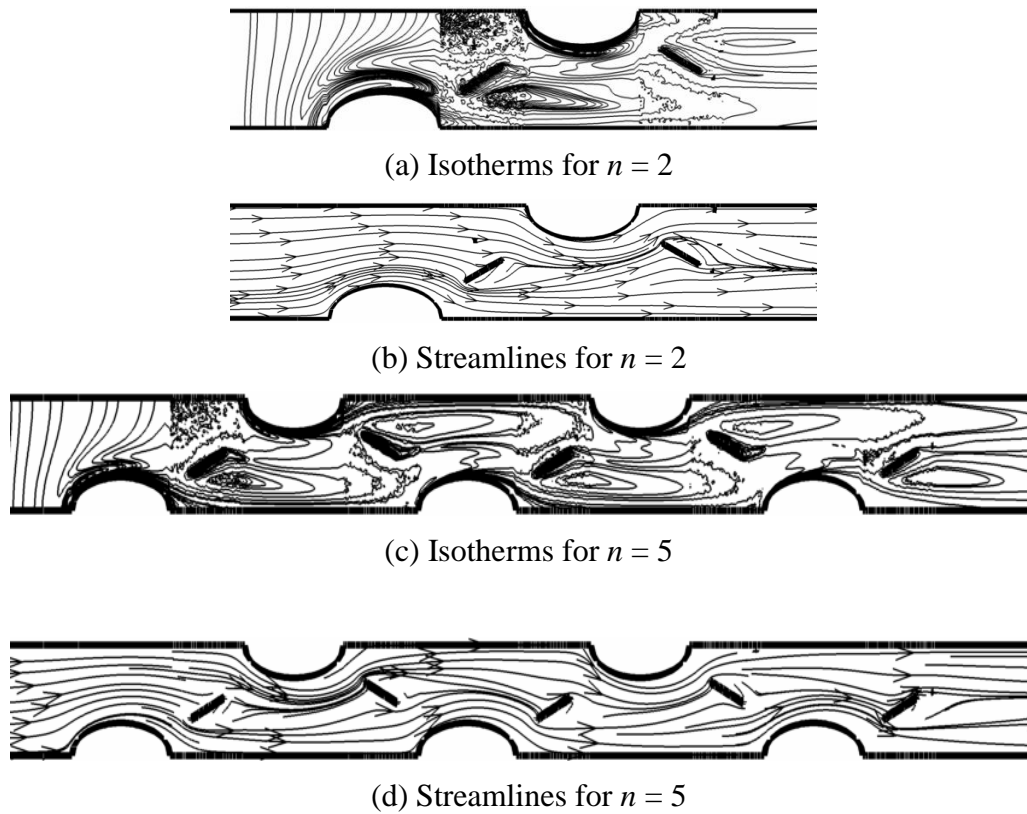 (a) Isotherms for n = 2
(b) Streamlines for n = 2
(c) Isotherms for n = 5
(d) Streamlines for n = 5